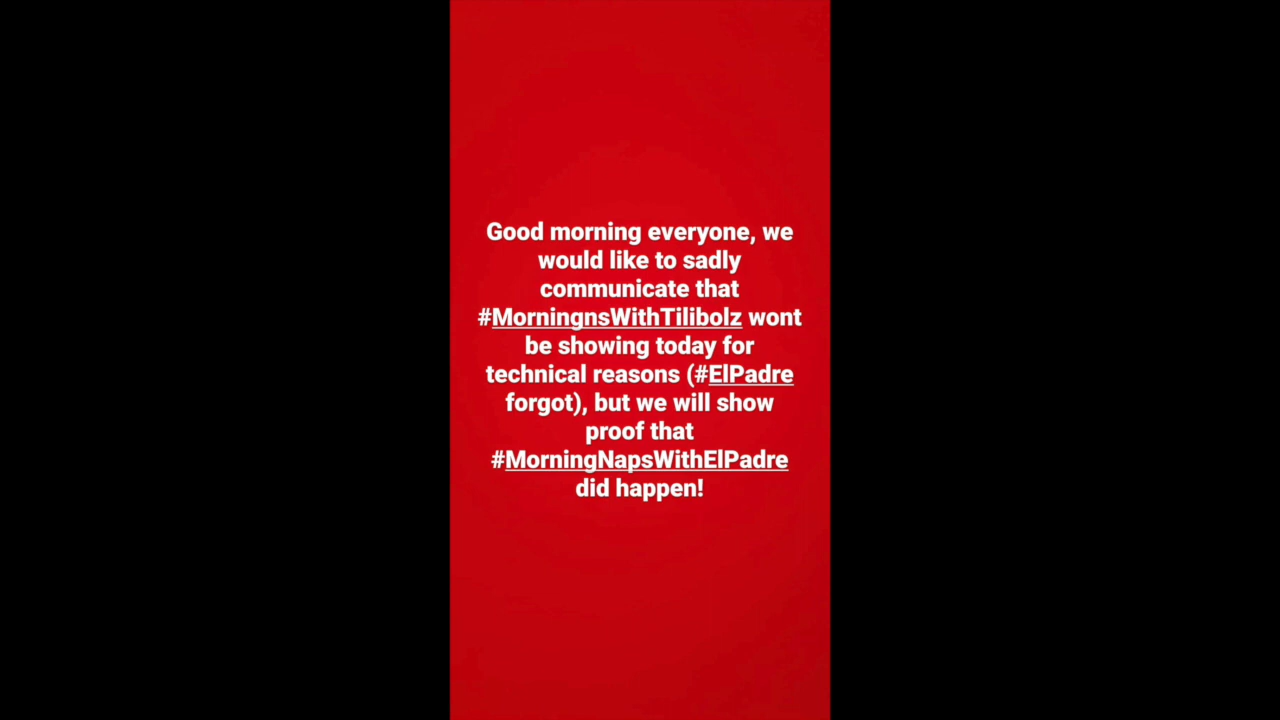 Good morning everyone, we
would like to sadly
communicate that
#MorningnsWithTilibolz wont
be showing today for
technical reasons (#ElPadre
forgot), but we will show
proof that
#MorningNapsWithElPadre
did happen!